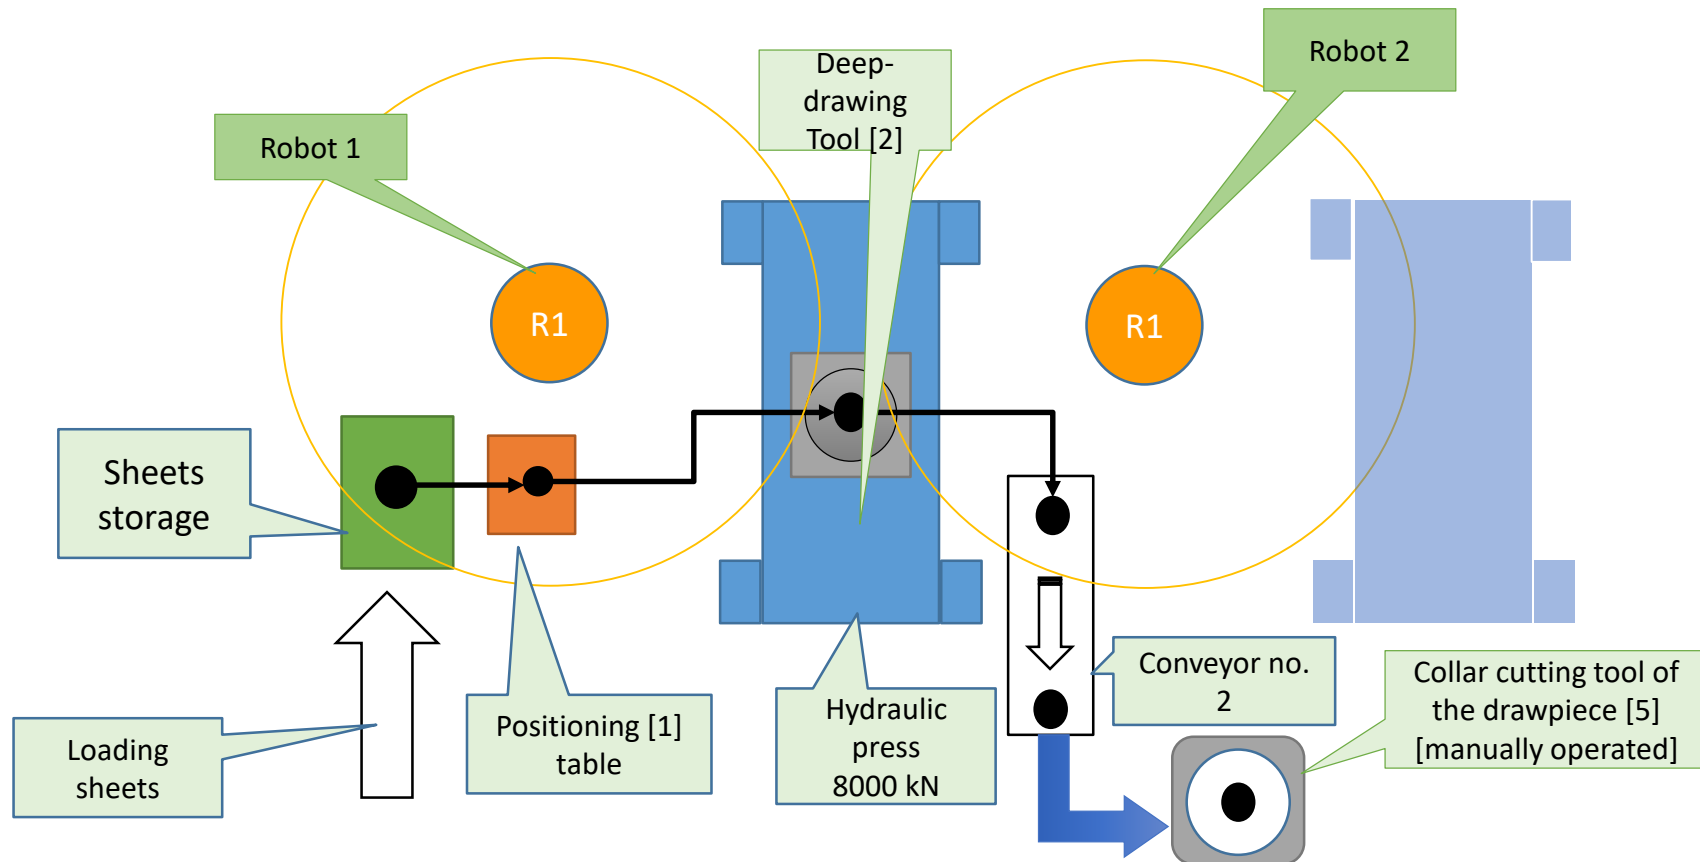 Robot 1
Deep-
drawing
Tool [2]
Robot 2
R1
R1
Sheets
storage
Loading
sheets
Positioning [1]
table
Hydraulic
press
8000 kN
Conveyor no.
2
Collar cutting tool of
the drawpiece [5]
[manually operated]